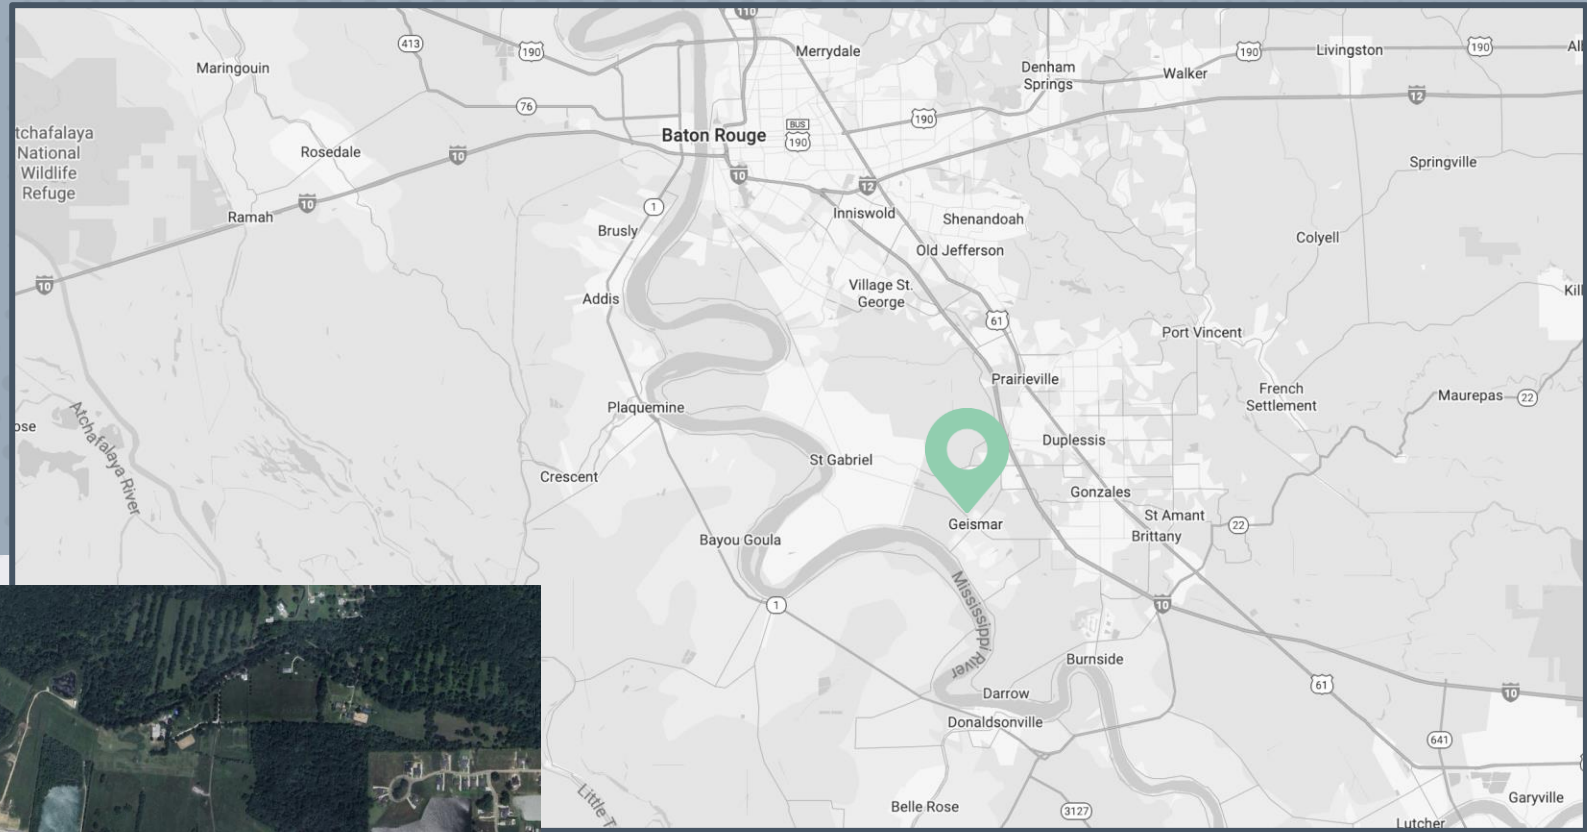 110
413
190
Merrydale
190
Livingston
190
Al
Maringouin
Denham
Springs
Walker
76
12
190
BUS
190
Baton Rouge
tchafalaya
National
Wildlife
Refuge
Rosedale
10
Springville
10
12
10
1
Ramah
Inniswold
Shenandoah
Brusly
Colyell
Old Jefferson
10
Village St.
George
Kill
Addis
61
Port Vincent
Prairieville
French
Settlement
Maurepas
22
Plaquemine
ose
Atchafalaya River
Duplessis
St Gabriel
Crescent
Gonzales
St Amant
22
Geismar
Brittany
Bayou Goula
1
Mississippi River
10
Burnside
61
10
Darrow
Donaldsonville
641
Little T
Belle Rose
3127
Garyville
Lutcher